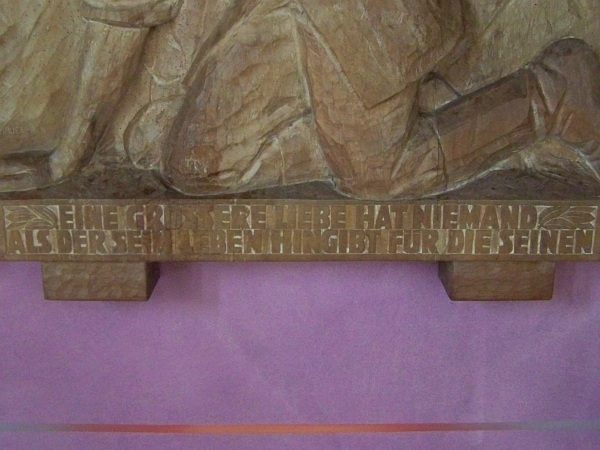 EINE GRÖSSERE LIEBE HAT NIEMAND
ALS DER SEIN LEBEN HINGIBT FÜR DIE SEINEN